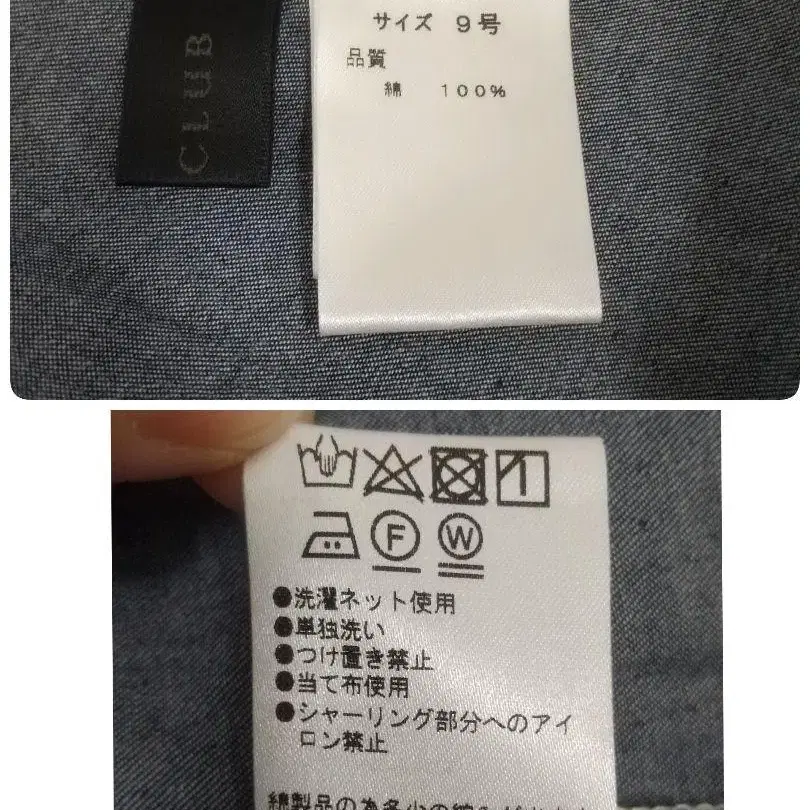 CLUB
サイズ 9号
品質
綿 100%
F W
●洗濯ネット使用
●単独洗い
●つけ置き禁止
●当て布使用
●シャーリング部分へのアイ
ロン禁止